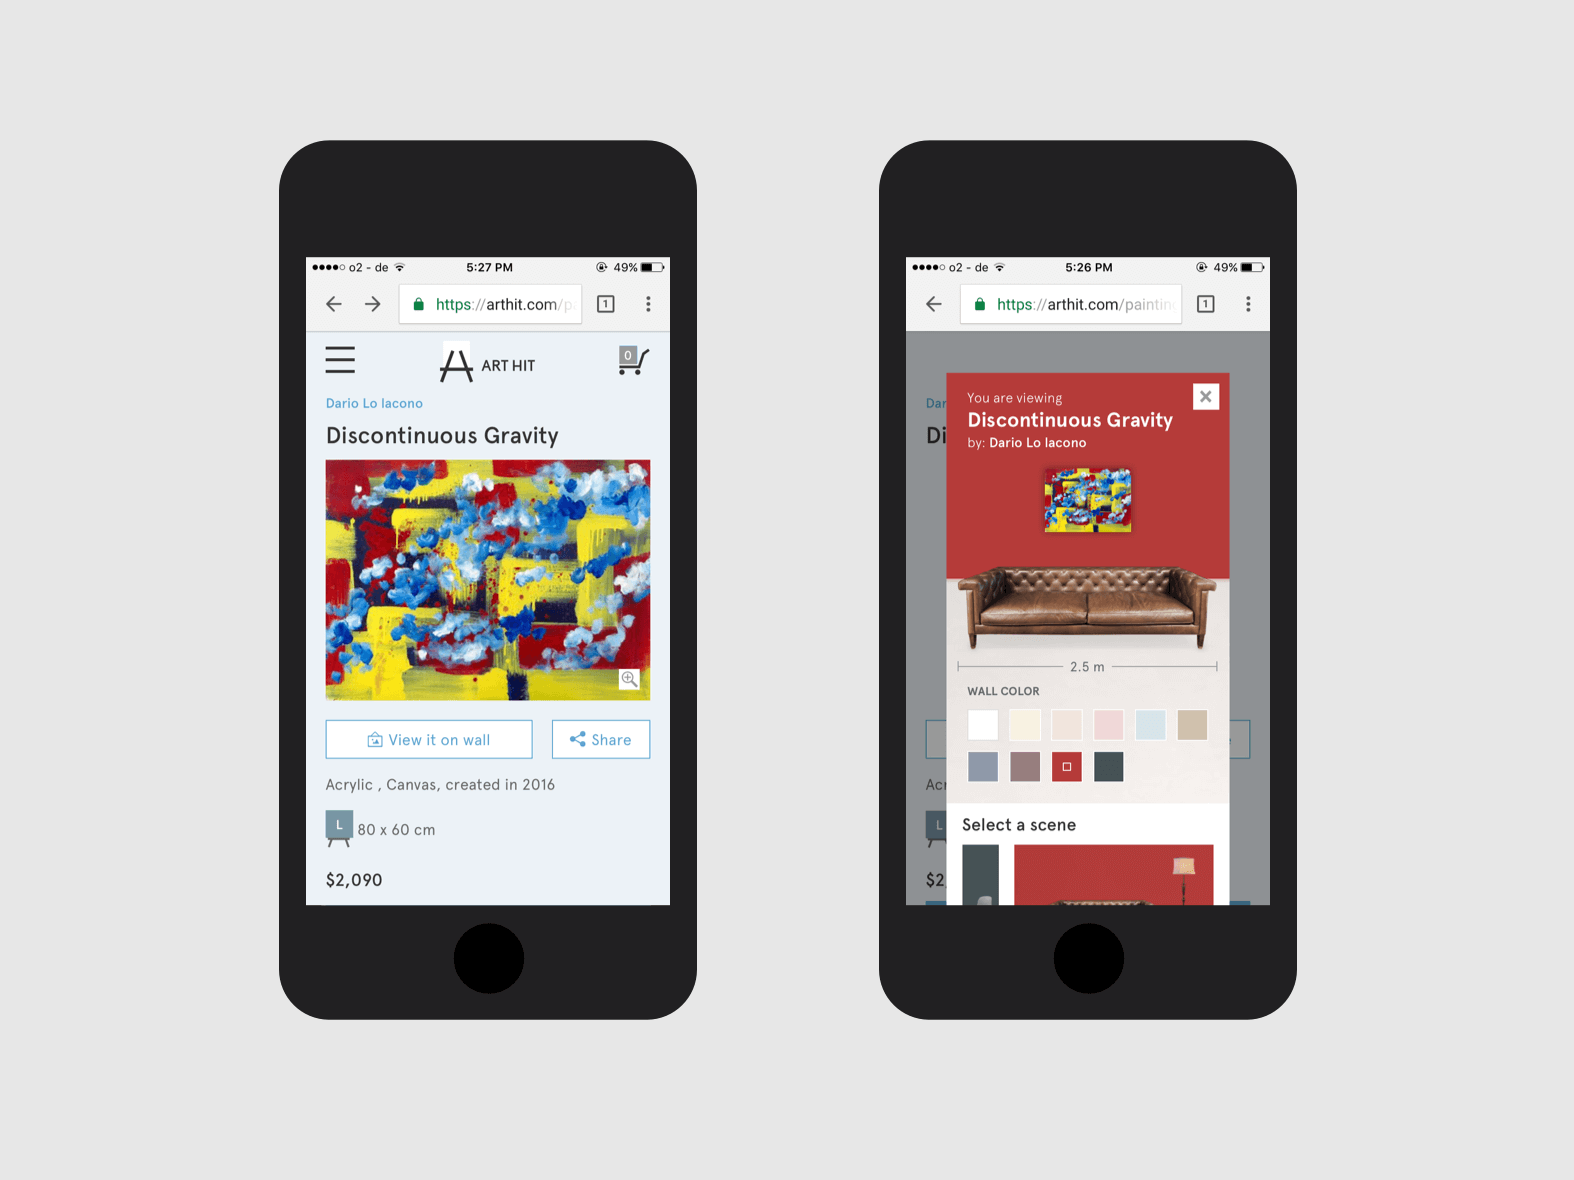 o2 - de 5:27 PM 49%
https://arthit.com/p
1
ART HIT
0
Dario Lo Iacono
Discontinuous Gravity
View it on wall
Share
Acrylic , Canvas, created in 2016
L
80 x 60 cm
$2,090
o2 - de 5:26 PM 49%
https://arthit.com/paintin
1
Dar
Di
You are viewing
Discontinuous Gravity
by: Dario Lo Iacono
2.5 m
WALL COLOR
e
Acr
L
Select a scene
$2